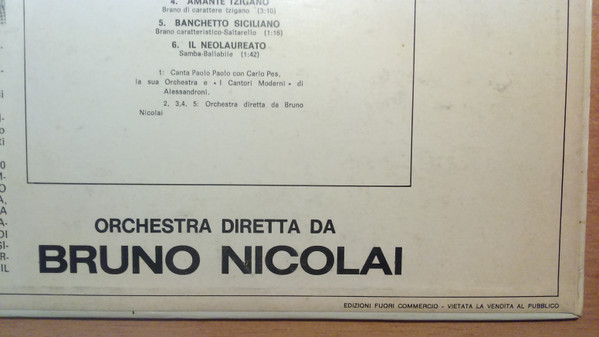 4. AMANTE TZIGANO
Brano di carattere tzigano (3:10)
5. BANCHETTO SICILIANO
Brano caratteristico-Saltarello (1:16)
6. IL NEOLAUREATO
Samba-Ballabile (1:42)
1: Canta Paolo Paolo con Carlo Pes,
la sua Orchestra e « I Cantori Moderni » di
Alessandroni.
2, 3,4, 5: Orchestra diretta da Bruno
Nicolai
ORCHESTRA DIRETTA DA
BRUNO NICOLAI
EDIZIONI FUORI COMMERCIO - VIETATA LA VENDITA AL PUBBLICO